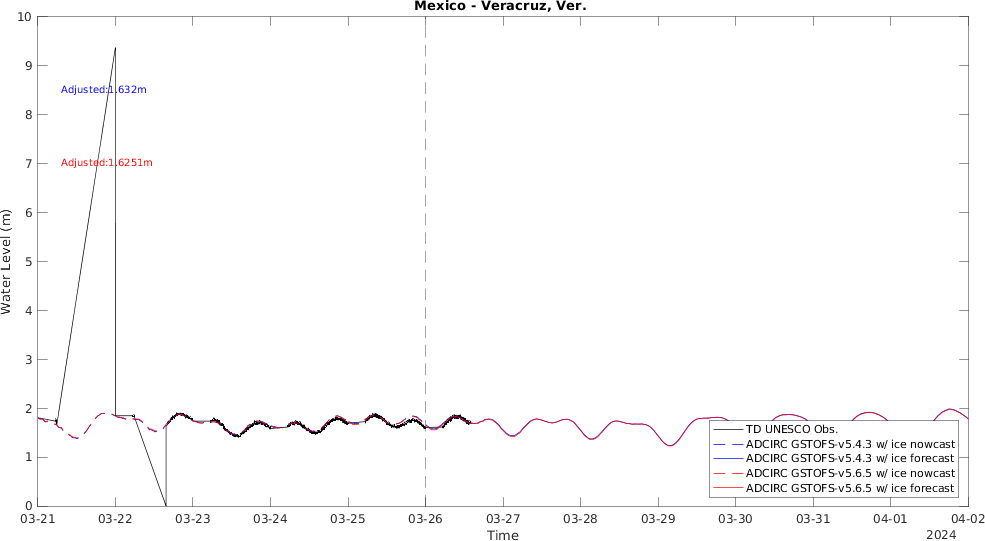 Mexico - Veracruz, Ver.
10
9
8
7
6
5
4
3
2
1
0
Water Level (m)
Adjusted:1.632m
Adjusted:1.6251m
TD UNESCO Obs.
ADCIRC GSTOFS-v5.4.3 w/ ice nowcast
ADCIRC GSTOFS-v5.4.3 w/ ice forecast
ADCIRC GSTOFS-v5.6.5 w/ ice nowcast
ADCIRC GSTOFS-v5.6.5 w/ ice forecast
03-21 03-22 03-23 03-24 03-25 03-26 03-27 03-28 03-29 03-30 03-31 04-01 04-02
Time
2024